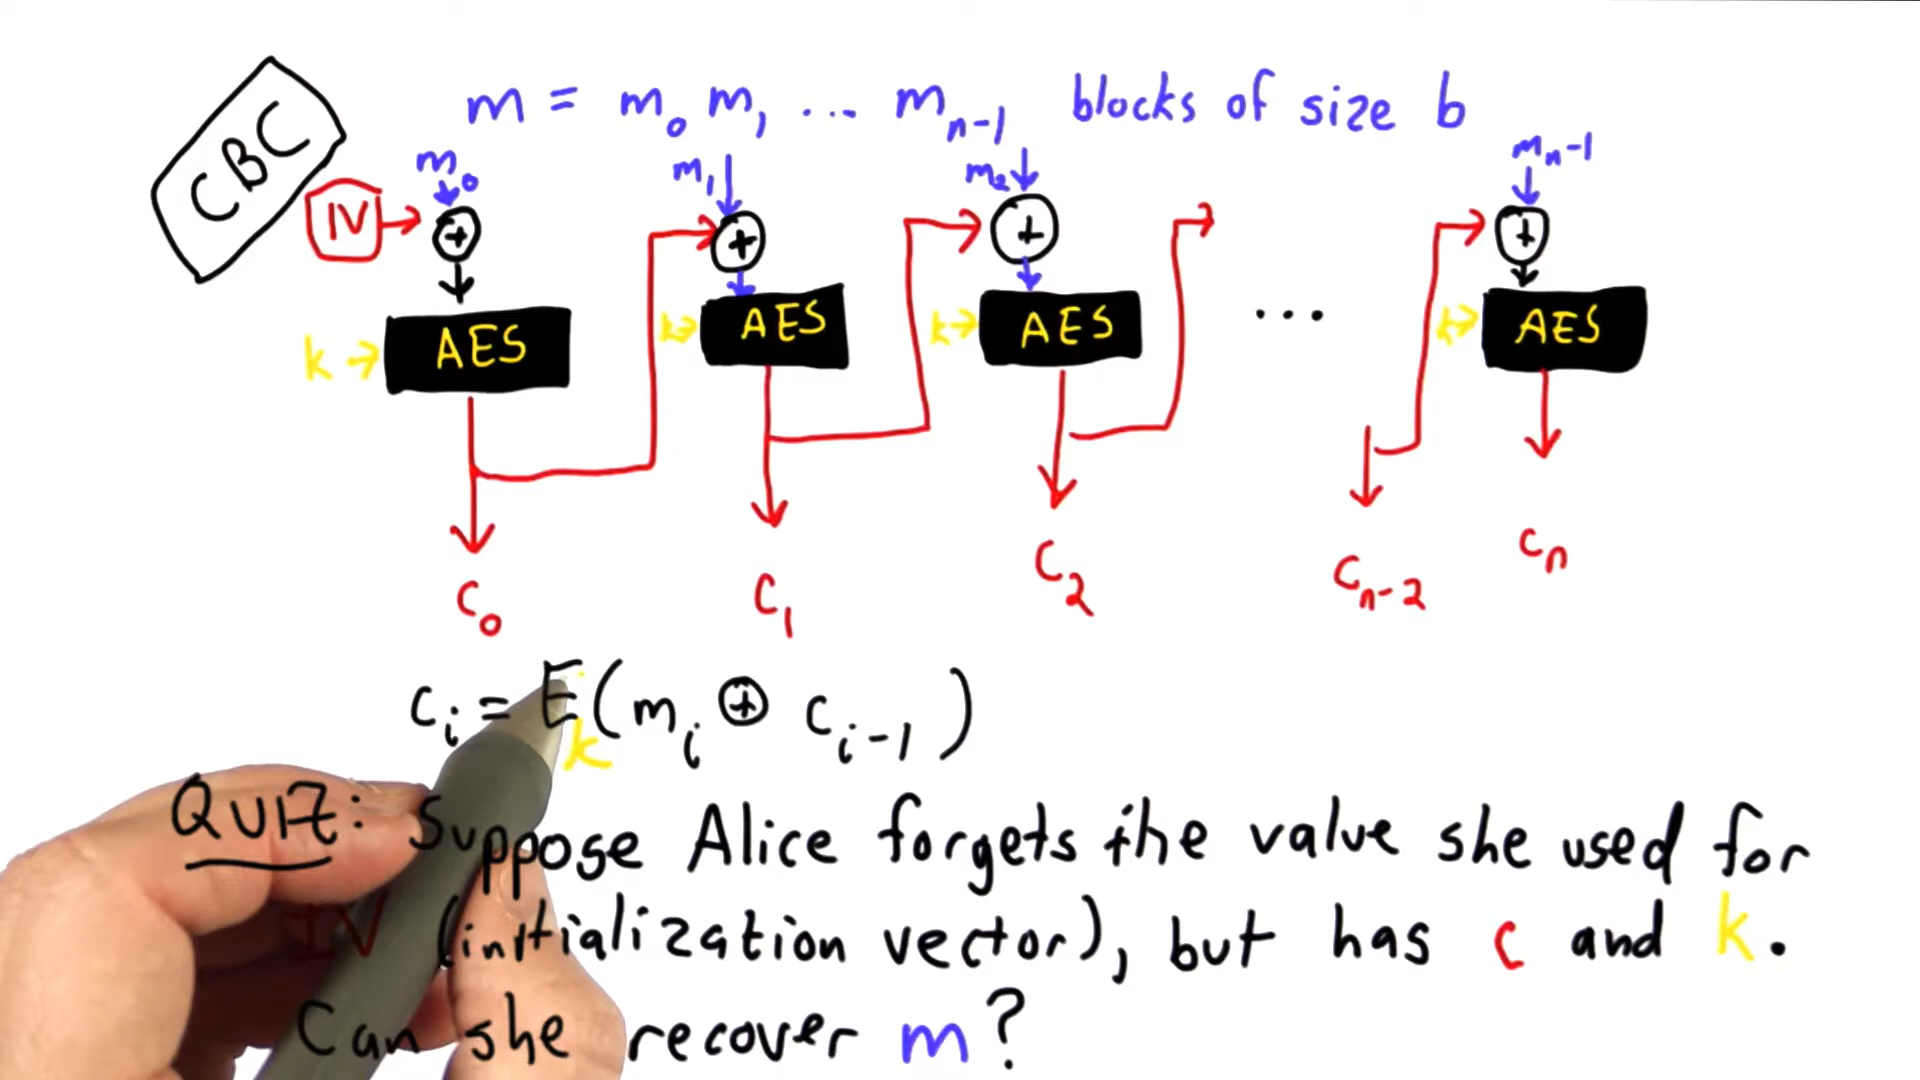 CBC
m = m₀ m₁ ... mₙ₋₁ blocks of size b
IV m₀ m₁ m₂ mₙ₋₁
+ + + +
k → AES k → AES k → AES ... k → AES
c₀ c₁ c₂ cₙ₋₂ cₙ
cᵢ = Eₖ(mᵢ ⊕ cᵢ₋₁)
QUIZ: Suppose Alice forgets the value she used for
IV (initialization vector), but has c and k.
Can she recover m?